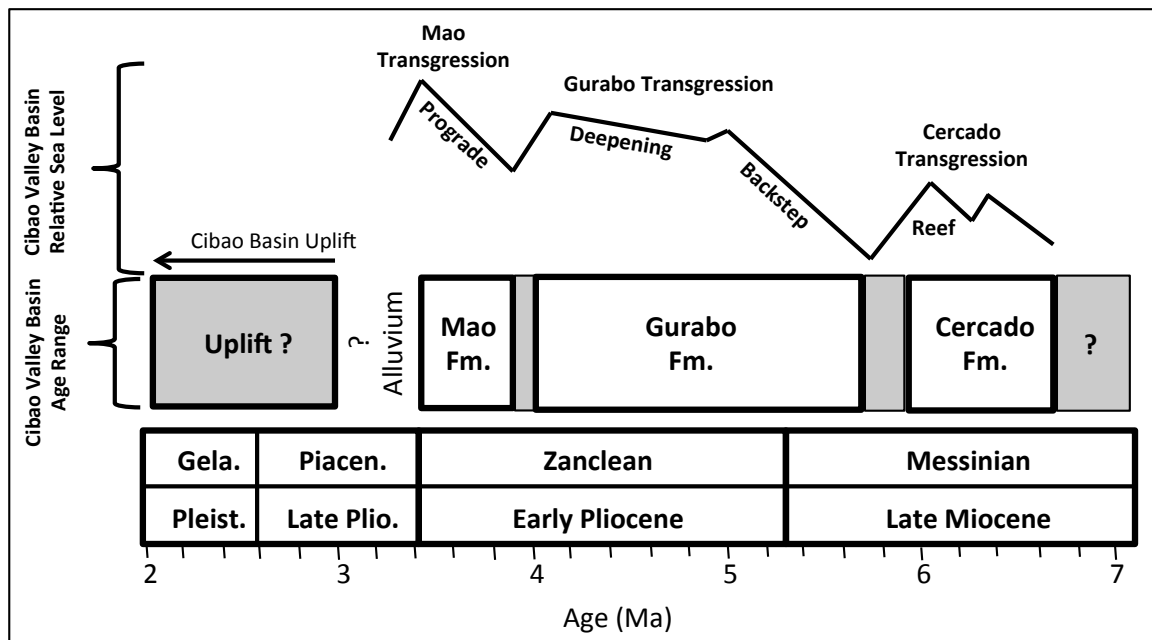 Mao
Transgression
Gurabo Transgression
Cercado
Transgression
Prograde
Deepening
Backstep
Reef
Cibao Valley Basin
Relative Sea Level
Cibao Basin Uplift
Cibao Valley Basin
Age Range
Uplift ?
?
Alluvium
Mao
Fm.
Gurabo
Fm.
Cercado
Fm.
?
Gela.
Piacen.
Zanclean
Messinian
Pleist.
Late Plio.
Early Pliocene
Late Miocene
2
3
4
5
6
7
Age (Ma)